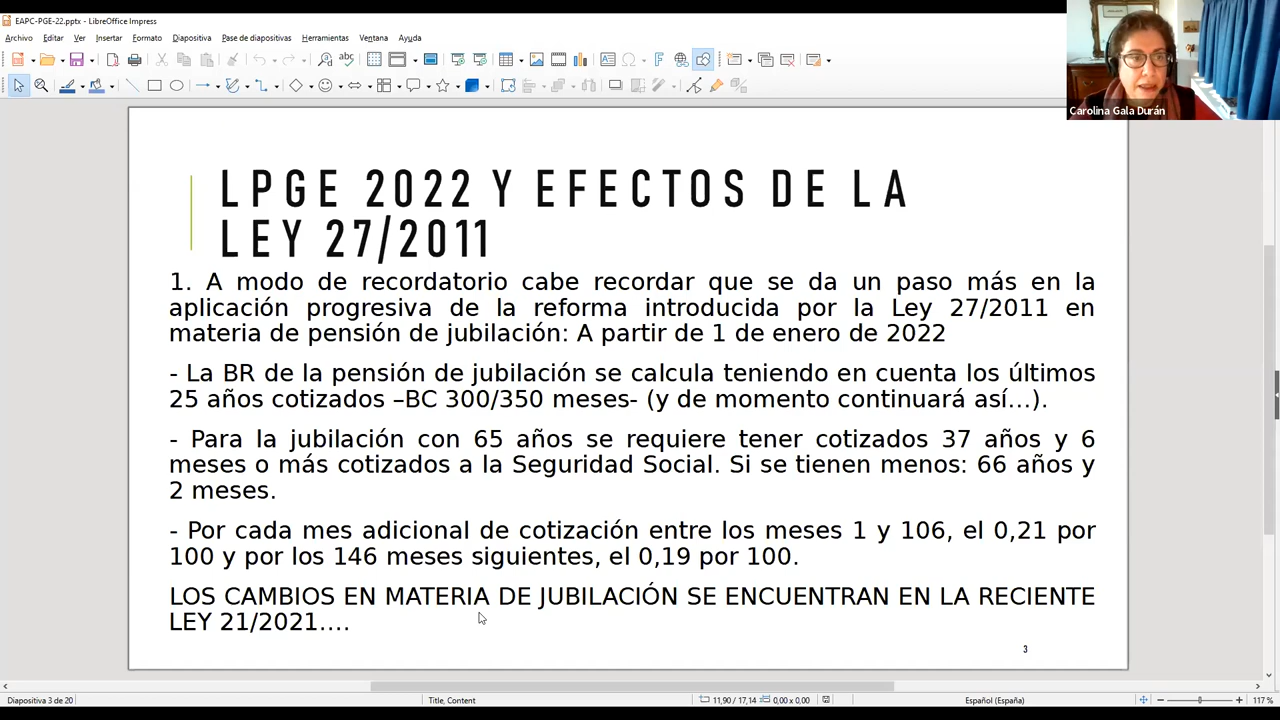 EAPC-PGE-22.pptx - LibreOffice Impress
Archivo Editar Ver Insertar Formato Diapositiva Pase de diapositivas Herramientas Ventana Ayuda
Carolina Gala Durán
LPGE 2022 Y EFECTOS DE LA
LEY 27/2011
1. A modo de recordatorio cabe recordar que se da un paso más en la
aplicación progresiva de la reforma introducida por la Ley 27/2011 en
materia de pensión de jubilación: A partir de 1 de enero de 2022
- La BR de la pensión de jubilación se calcula teniendo en cuenta los últimos
25 años cotizados –BC 300/350 meses- (y de momento continuará así...).
- Para la jubilación con 65 años se requiere tener cotizados 37 años y 6
meses o más cotizados a la Seguridad Social. Si se tienen menos: 66 años y
2 meses.
- Por cada mes adicional de cotización entre los meses 1 y 106, el 0,21 por
100 y por los 146 meses siguientes, el 0,19 por 100.
LOS CAMBIOS EN MATERIA DE JUBILACIÓN SE ENCUENTRAN EN LA RECIENTE
LEY 21/2021....
3
Diapositiva 3 de 20 Title, Content 11,90 / 17,14 0,00 x 0,00 Español (España) 117 %